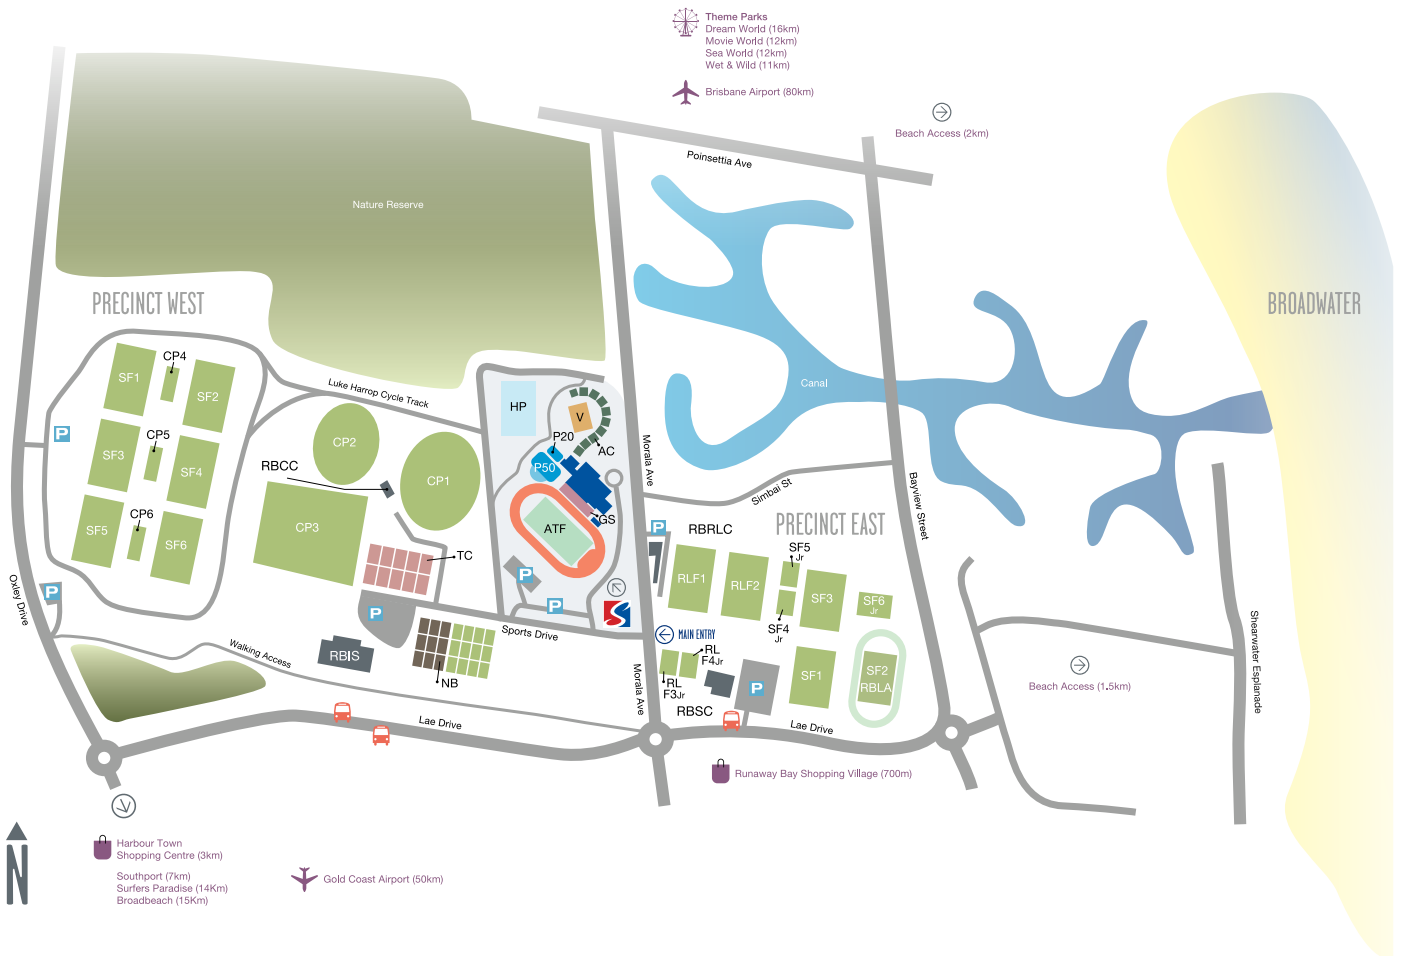 Theme Parks
Dream World (16km)
Movie World (12km)
Sea World (12km)
Wet & Wild (11km)
Brisbane Airport (80km)
Beach Access (2km)
Poinsettia Ave
Nature Reserve
PRECINCT WEST
BROADWATER
CP4
SF1
SF2
Luke Harrop Cycle Track
Canal
HP
V
P
CP5
CP2
P20
AC
Morala Ave
SF3
SF4
RBCC
CP1
P50
Simbai St
Bayview Street
CP6
SF5
SF6
CP3
ATF
GS
P
RBRLC
PRECINCT EAST
TC
P
SF5
Jr
RLF1
RLF2
SF3
SF6
Jr
Oxley Drive
P
P
P
SF4
Jr
Sports Drive
S
MAIN ENTRY
Shearwater Esplanade
Walking Access
RBIS
NB
RL
F4Jr
RL
F3Jr
Morala Ave
RBSC
P
SF1
SF2
RBLA
Beach Access (1.5km)
Lae Drive
Lae Drive
Runaway Bay Shopping Village (700m)
N
Harbour Town
Shopping Centre (3km)
Southport (7km)
Surfers Paradise (14Km)
Broadbeach (15Km)
Gold Coast Airport (50km)